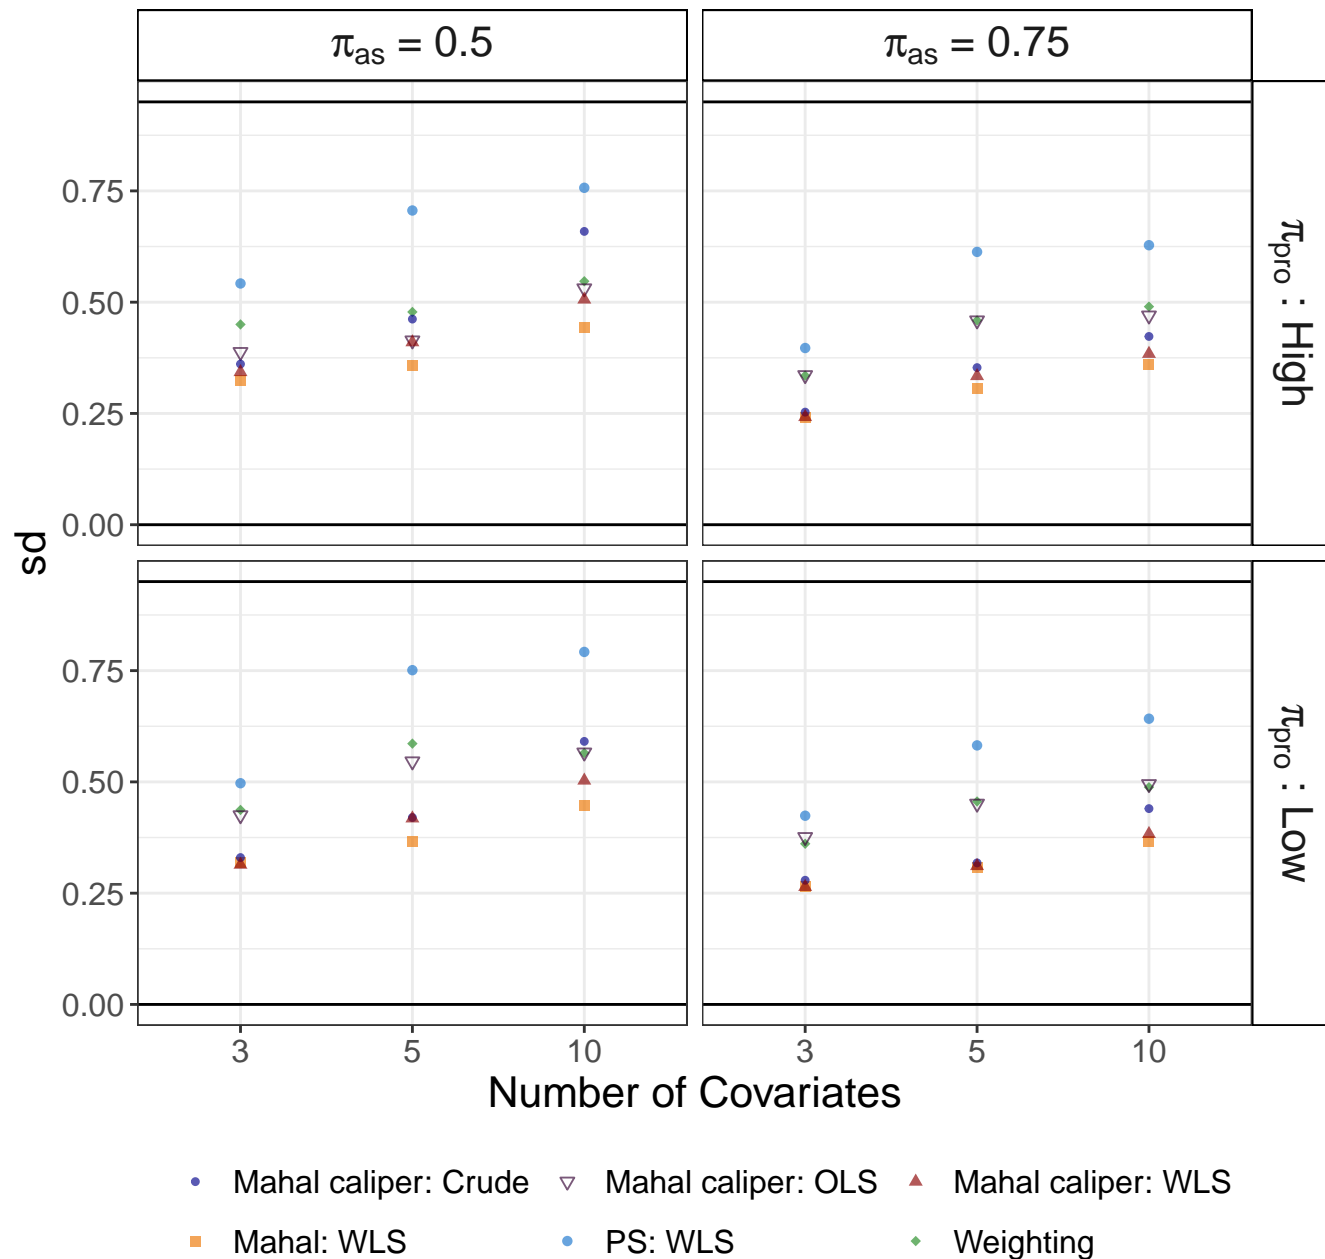 π_as = 0.5
π_as = 0.75
π_pro : High
π_pro : Low
sd
0.75
0.50
0.25
0.00
0.75
0.50
0.25
0.00
3 5 10 3 5 10
Number of Covariates
Mahal caliper: Crude Mahal caliper: OLS Mahal caliper: WLS
Mahal: WLS PS: WLS Weighting